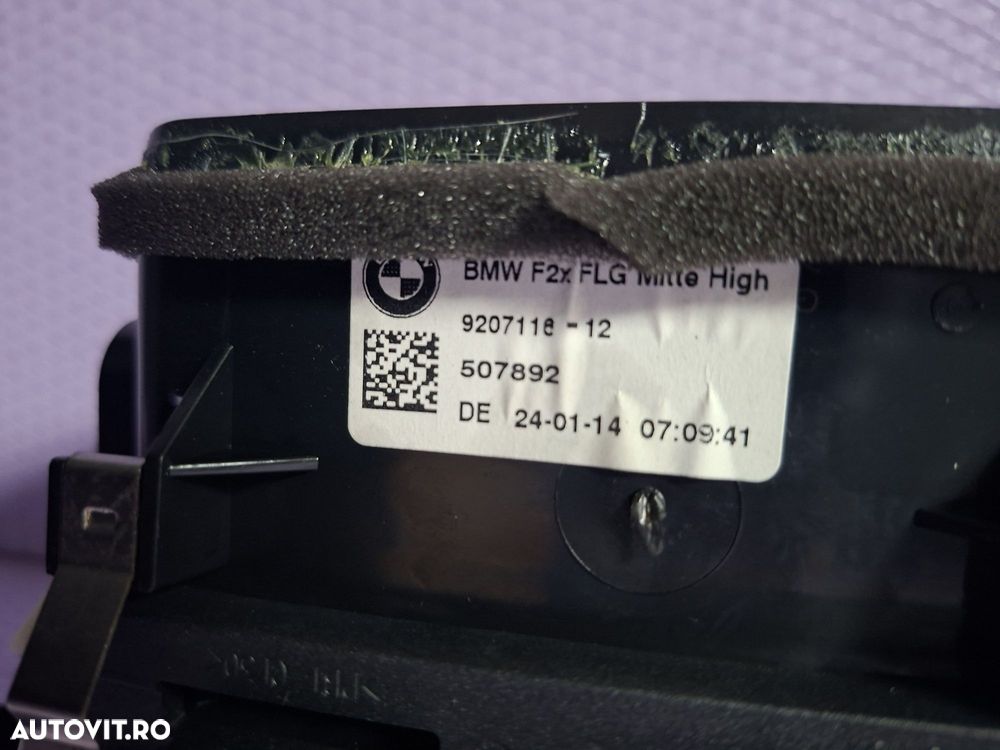 BMW F2x FLG Mitte High
9207116 - 12
507892
DE 24-01-14 07:09:41
AUTOVIT.RO